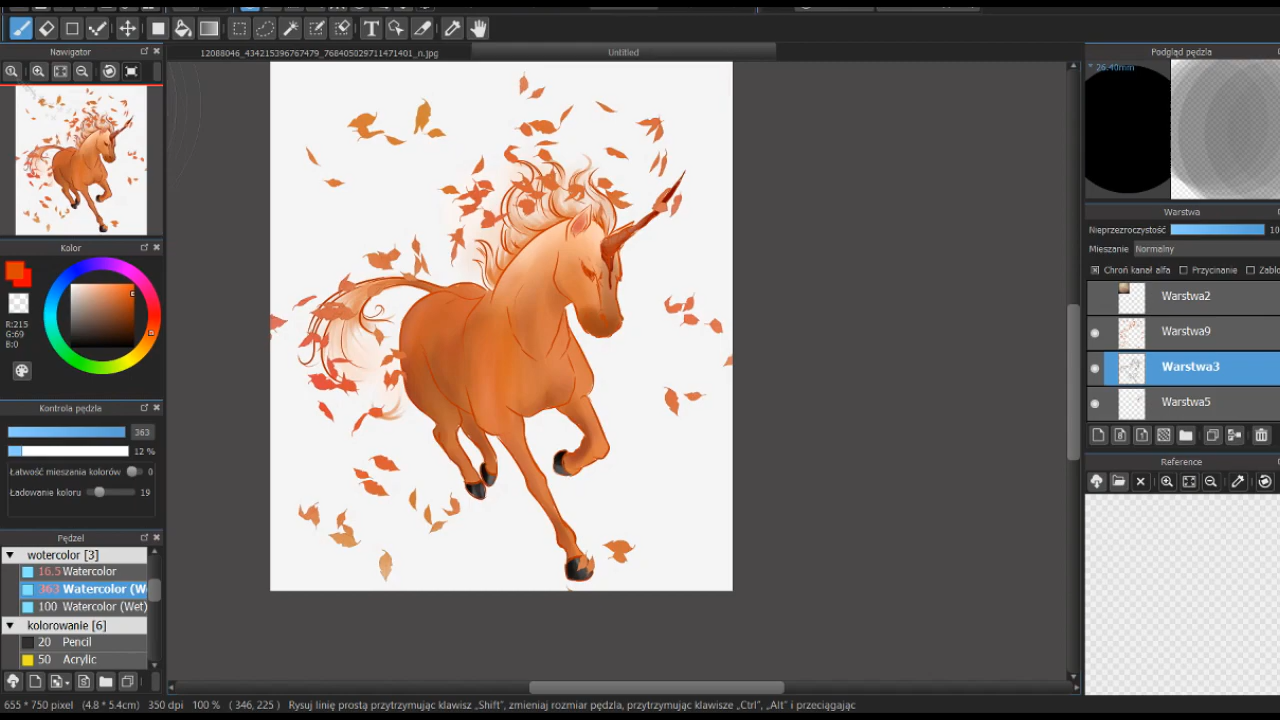 12088046_434215396767479_768405029711471401_n.jpg
Untitled
Nawigator
Kolor
R:215
G:69
B:0
Kontrola pędzla
363
12 %
Łatwość mieszania kolorów 0
Ładowanie koloru 19
Pędzel
wotercolor [3]
16.5 Watercolor
363 Watercolor (We
100 Watercolor (Wet)
kolorowanie [6]
20 Pencil
50 Acrylic
Podgląd pędzla
26.40mm
Warstwa
Nieprzezroczystość 10
Mieszanie Normalny
Chroń kanał alfa Przycinanie Zablo
Warstwa2
Warstwa9
Warstwa3
Warstwa5
Reference
655 * 750 pixel (4.8 * 5.4cm) 350 dpi 100 % ( 346, 225 ) Rysuj linię prostą przytrzymując klawisz „Shift", zmieniaj rozmiar pędzla, przytrzymując klawisze „Ctrl", „Alt" i przeciągając